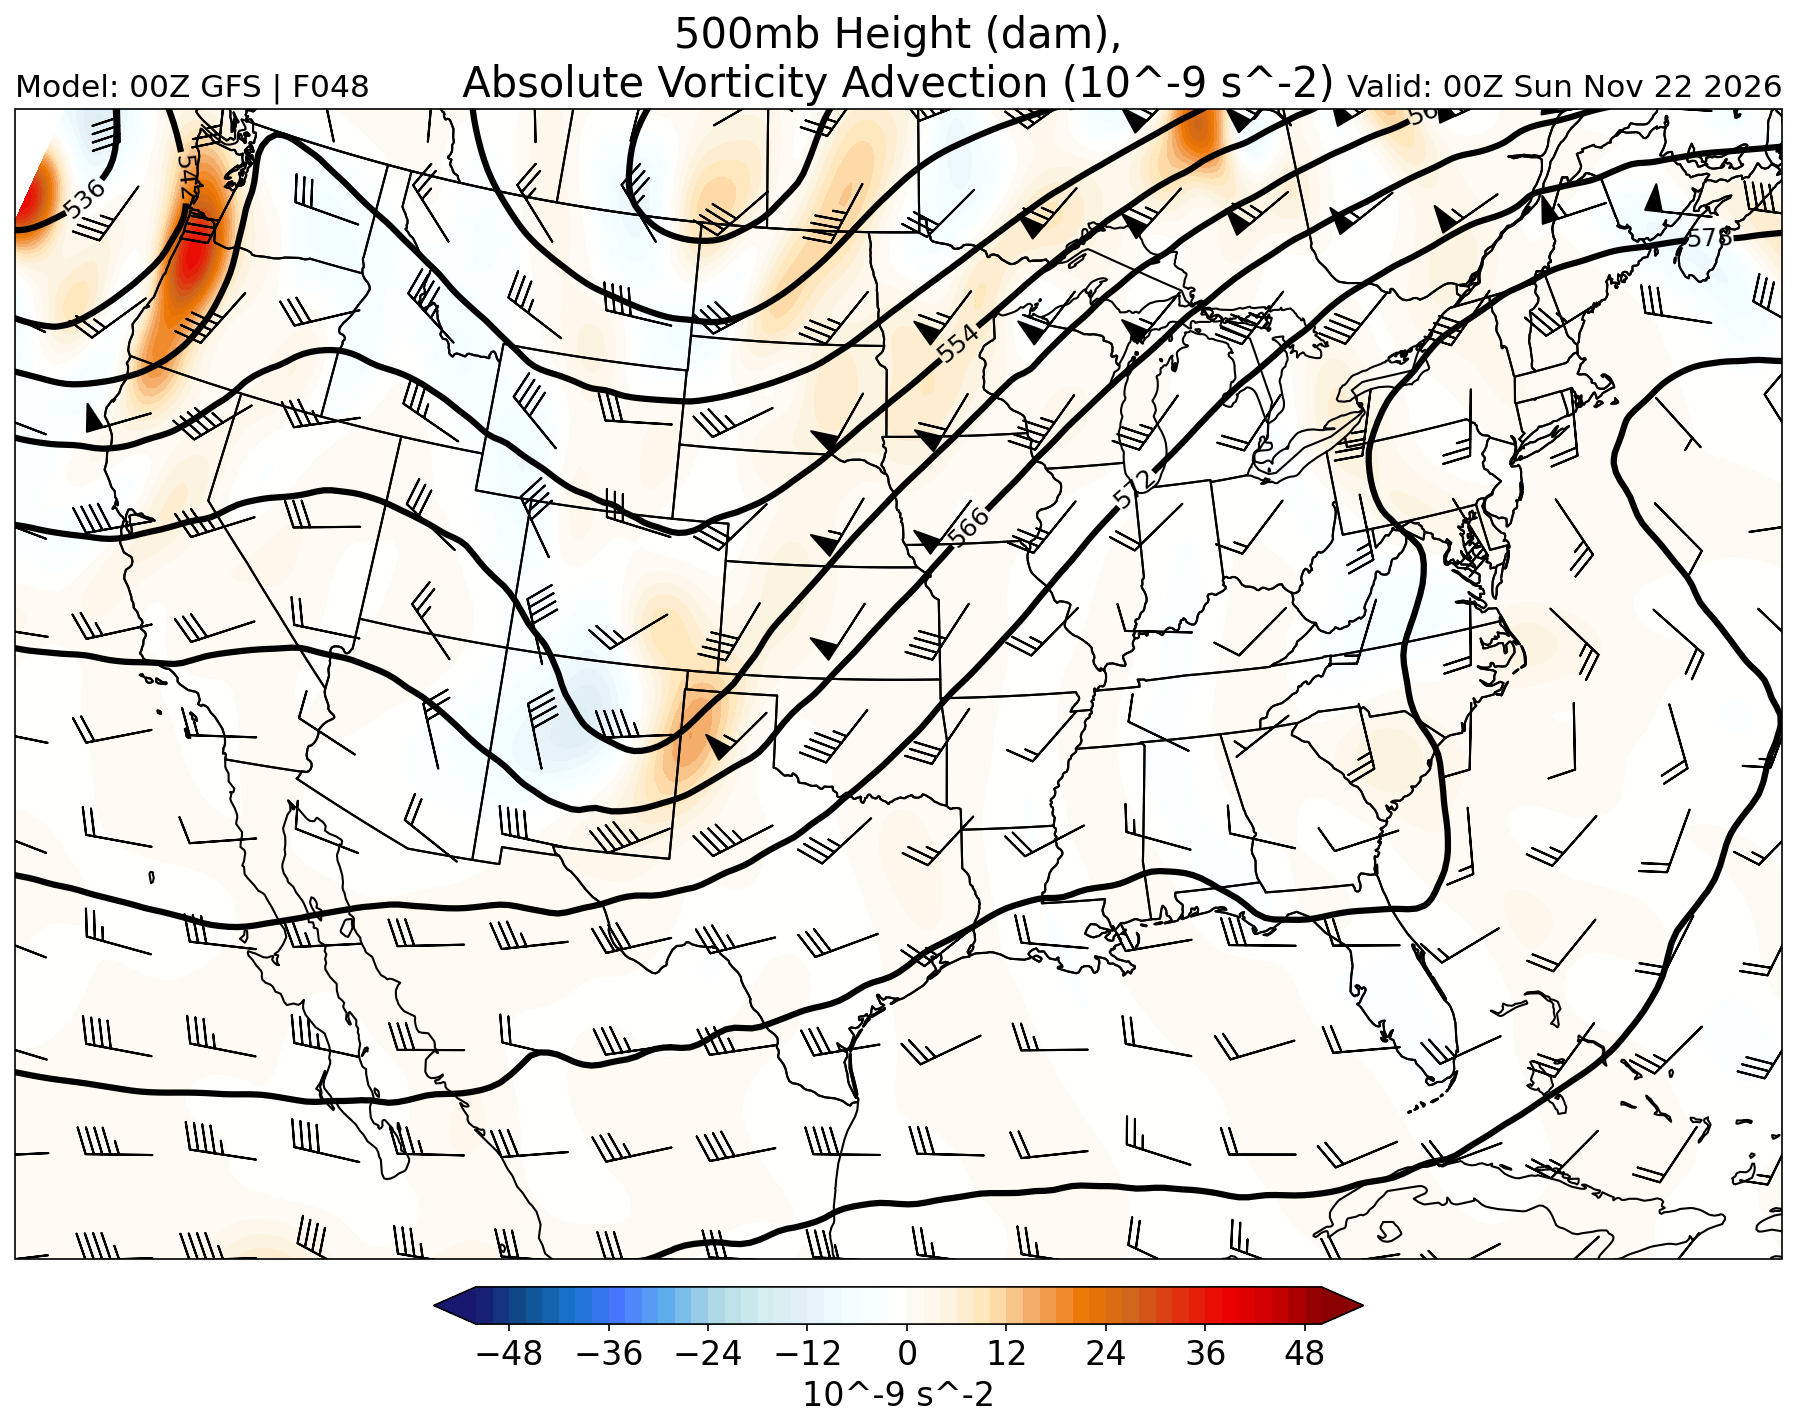 500mb Height (dam),
Model: 00Z GFS | F048
Absolute Vorticity Advection (10^-9 s^-2)
Valid: 00Z Sun Nov 22 2026
536
542
554
566
572
578
−48 −36 −24 −12 0 12 24 36 48
10^-9 s^-2